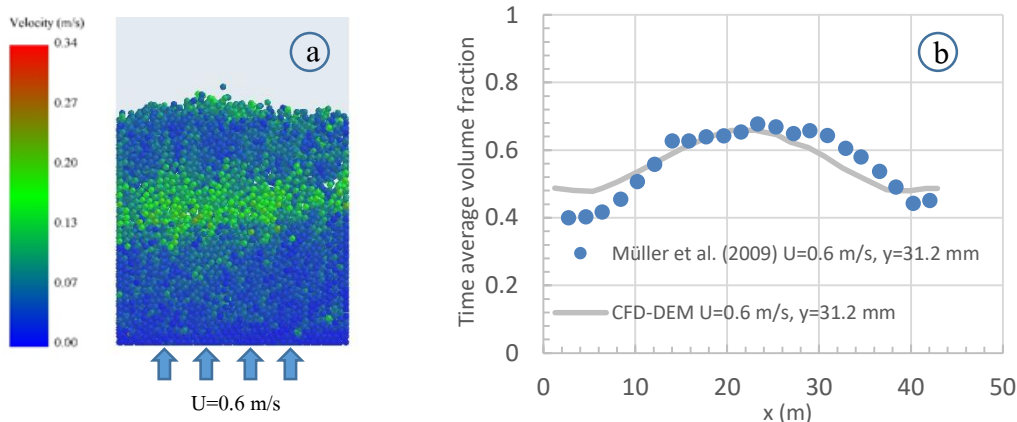 Velocity (m/s)
0.34
0.27
0.20
0.13
0.07
0.00
a
U=0.6 m/s
b
Time average volume fraction
1
0.8
0.6
0.4
0.2
0
Müller et al. (2009) U=0.6 m/s, y=31.2 mm
CFD-DEM U=0.6 m/s, y=31.2 mm
0 10 20 30 40 50
x (m)